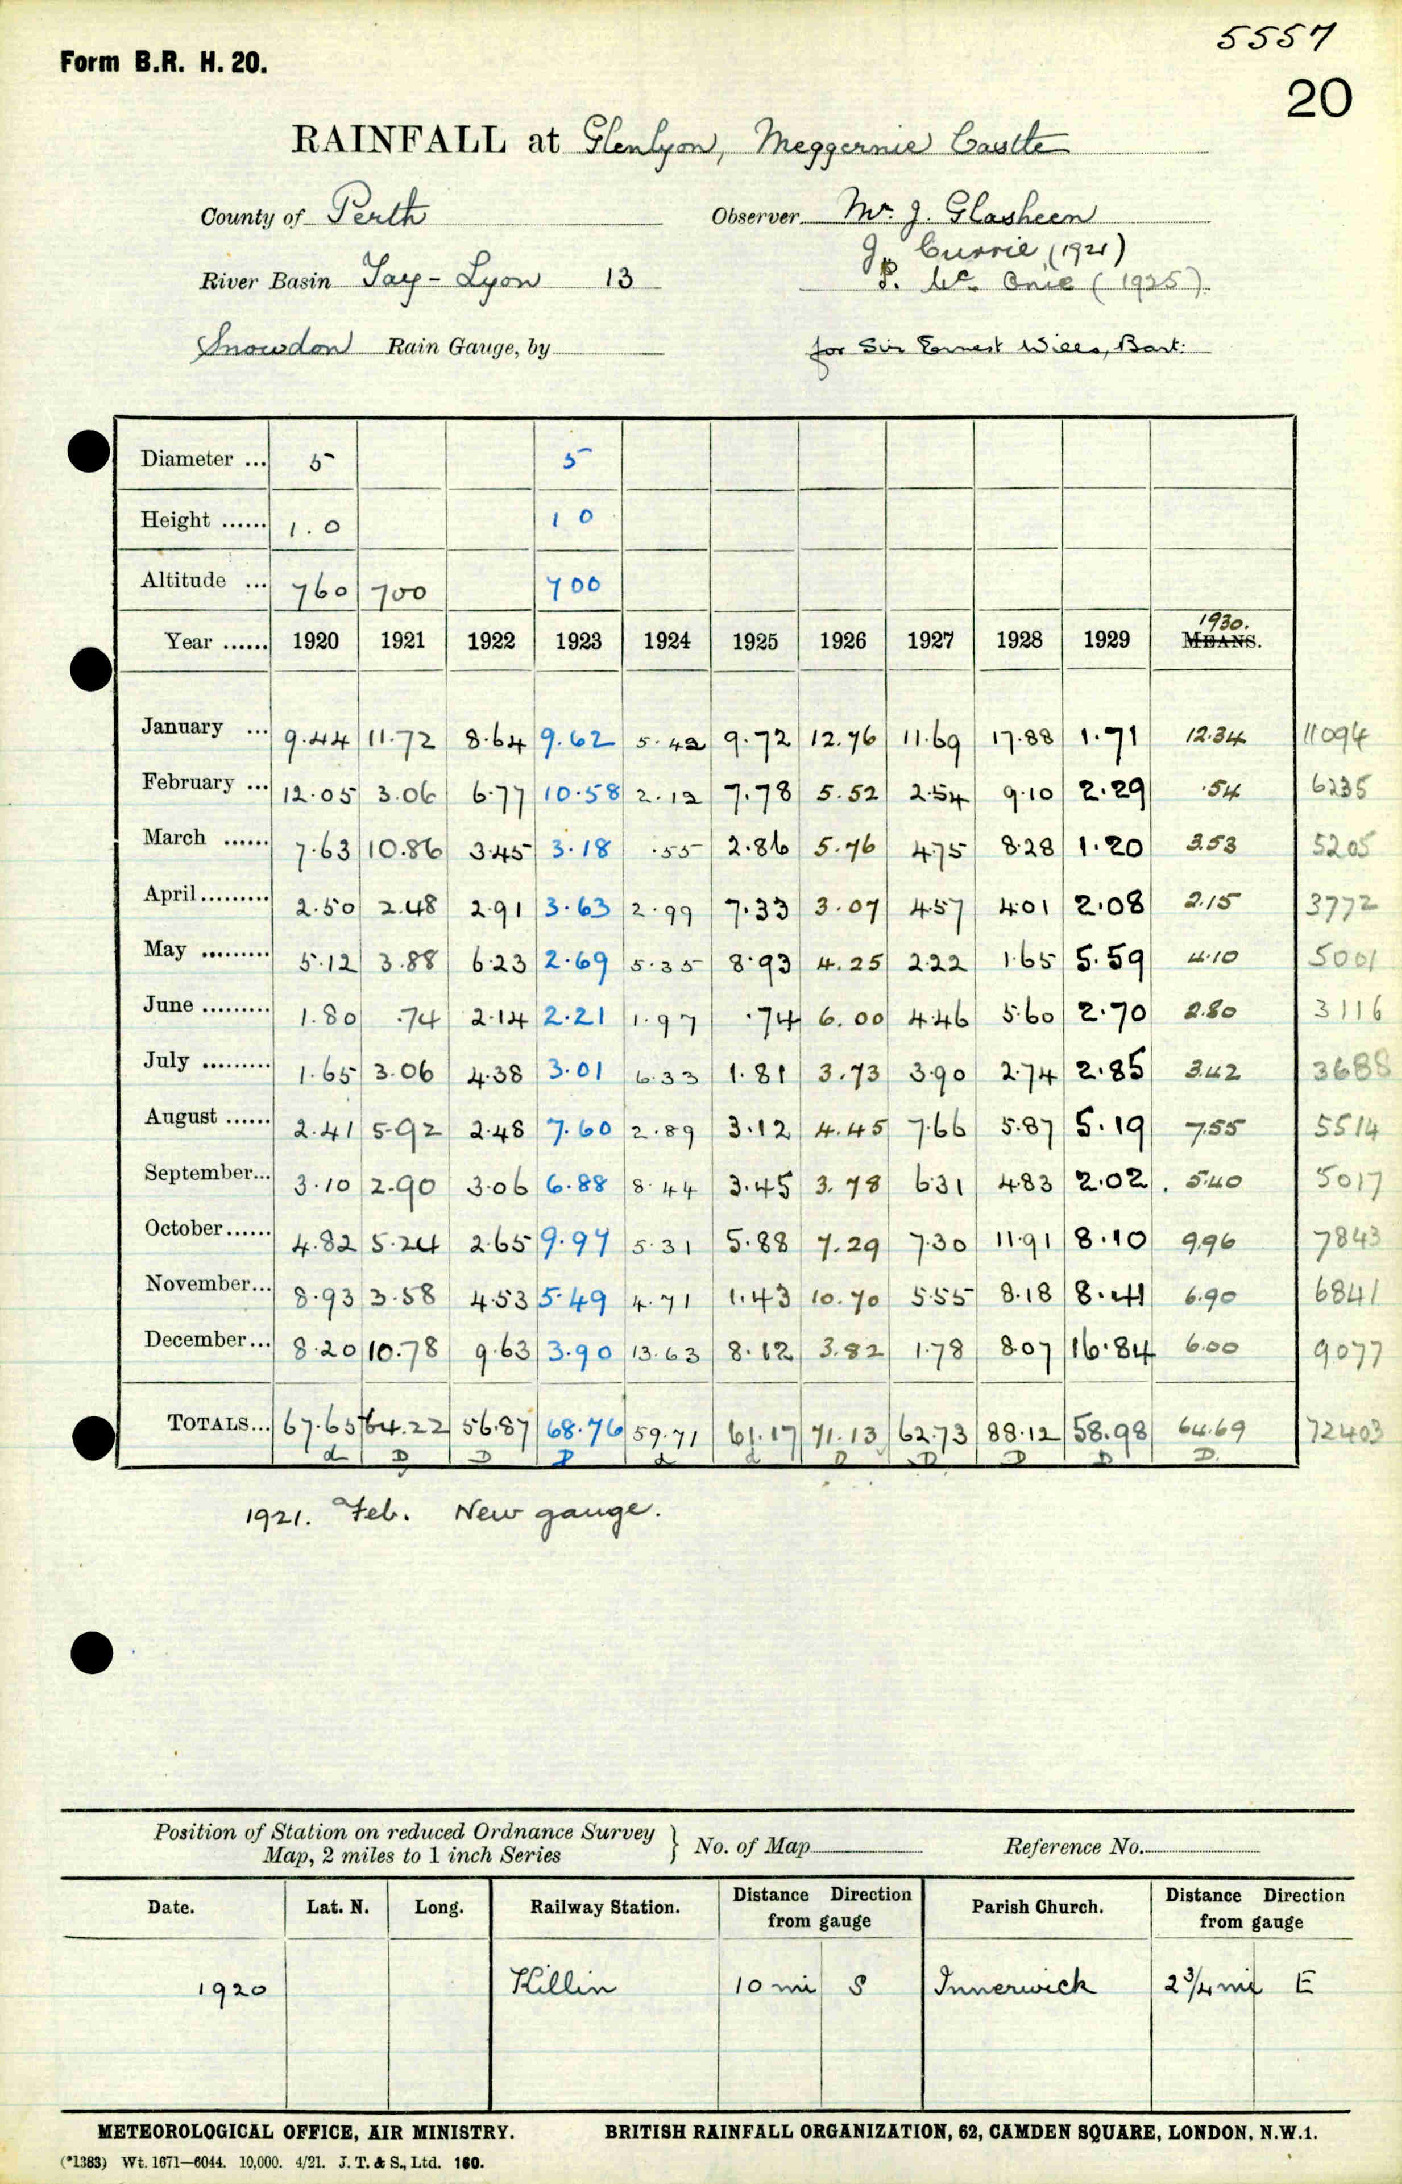 5557
Form B.R. H. 20.
20
RAINFALL at Glenlyon, Meggernie Castle
County of Perth Observer Mr. J. Glasheen
J. Currie (1921)
River Basin Tay - Lyon 13 P. Mc. Onie (1925)
Snowdon Rain Gauge, by for Sir Ernest Wills, Bart.
Diameter ... 5 5
Height ...... 1.0 1 0
Altitude ... 760 700 700
1930.
Year ...... 1920 1921 1922 1923 1924 1925 1926 1927 1928 1929 MEANS.
January ... 9.44 11.72 8.64 9.62 5.42 9.72 12.76 11.69 17.88 1.71 12.34 11094
February ... 12.05 3.06 6.77 10.58 2.12 7.78 5.52 2.54 9.10 2.29 .54 6235
March ...... 7.63 10.86 3.45 3.18 .55 2.86 5.76 4.75 8.28 1.20 3.53 5205
April ......... 2.50 2.48 2.91 3.63 2.99 7.33 3.07 4.57 4.01 2.08 2.15 3772
May ......... 5.12 3.88 6.23 2.69 5.35 8.93 4.25 2.22 1.65 5.59 4.10 5001
June ......... 1.80 .74 2.14 2.21 1.97 .74 6.00 4.46 5.60 2.70 2.80 3116
July ......... 1.65 3.06 4.38 3.01 6.33 1.81 3.73 3.90 2.74 2.85 3.42 3688
August ...... 2.41 5.92 2.48 7.60 2.89 3.12 4.45 7.66 5.87 5.19 7.55 5514
September... 3.10 2.90 3.06 6.88 8.44 3.45 3.78 6.31 4.83 2.02 5.40 5017
October...... 4.82 5.24 2.65 9.97 5.31 5.88 7.29 7.30 11.91 8.10 9.96 7843
November... 8.93 3.58 4.53 5.49 4.71 1.43 10.70 5.55 8.18 8.41 6.90 6841
December... 8.20 10.78 9.63 3.90 13.63 8.12 3.82 1.78 8.07 16.84 6.00 9077
TOTALS... 67.65 64.22 56.87 68.76 59.71 61.17 71.13 62.73 88.12 58.98 64.69 72403
d D D D d d D D D D D
1921. Feb. New gauge.
Position of Station on reduced Ordnance Survey
Map, 2 miles to 1 inch Series } No. of Map Reference No.
Date. Lat. N. Long. Railway Station. Distance Direction from gauge Parish Church. Distance Direction from gauge
1920 Killin 10 mi S Innerwick 2 3/4 mi E
METEOROLOGICAL OFFICE, AIR MINISTRY. BRITISH RAINFALL ORGANIZATION, 62, CAMDEN SQUARE, LONDON, N.W.1.
(*1383) Wt. 1671—6044. 10,000. 4/21. J. T. & S., Ltd. 160.